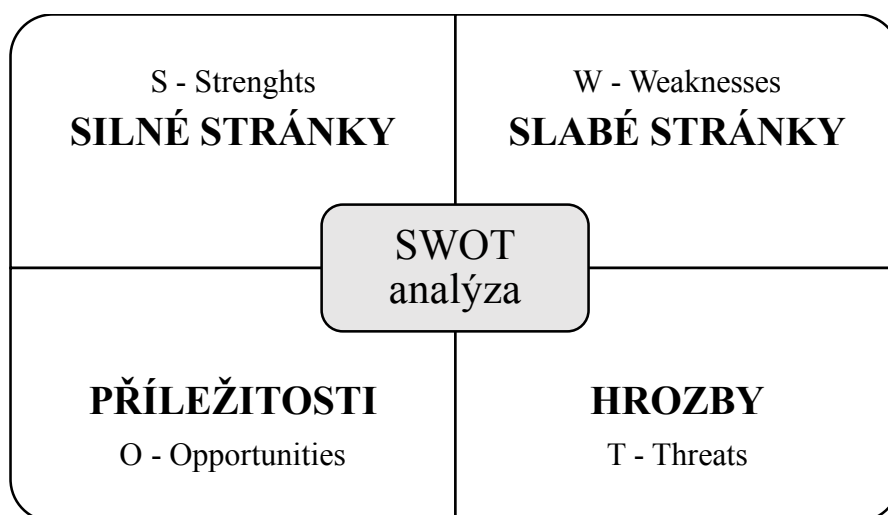 S - Strenghts
SILNÉ STRÁNKY
W - Weaknesses
SLABÉ STRÁNKY
SWOT
analýza
PŘÍLEŽITOSTI
O - Opportunities
HROZBY
T - Threats